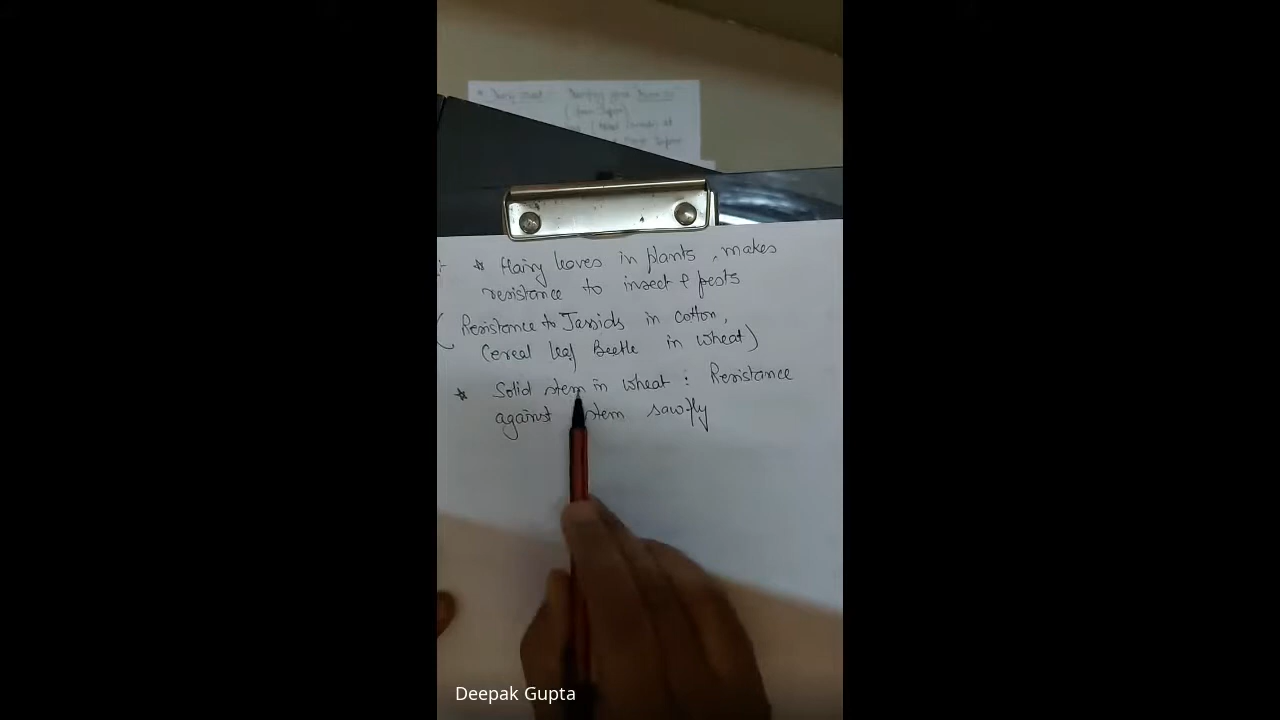 * Hairy leaves in plants, makes
resistance to insect & pests
(Resistance to Jassids in cotton,
Cereal leaf Beetle in wheat)
* Solid stem in wheat : Resistance
against stem sawfly
Deepak Gupta